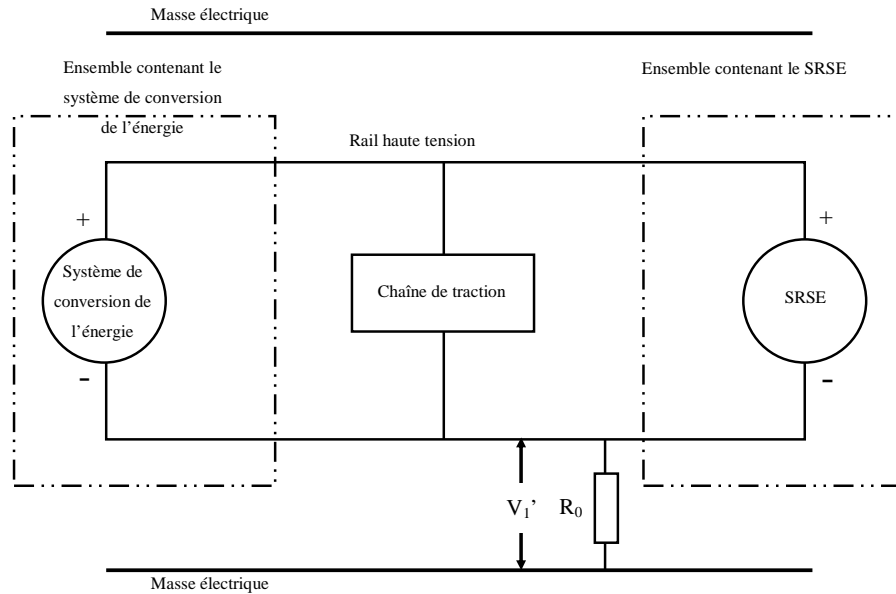 Masse électrique
Ensemble contenant le
système de conversion
de l’énergie
Ensemble contenant le SRSE
Rail haute tension
+
+
Système de
conversion de
l’énergie
Chaîne de traction
SRSE
-
-
V1’
R0
Masse électrique